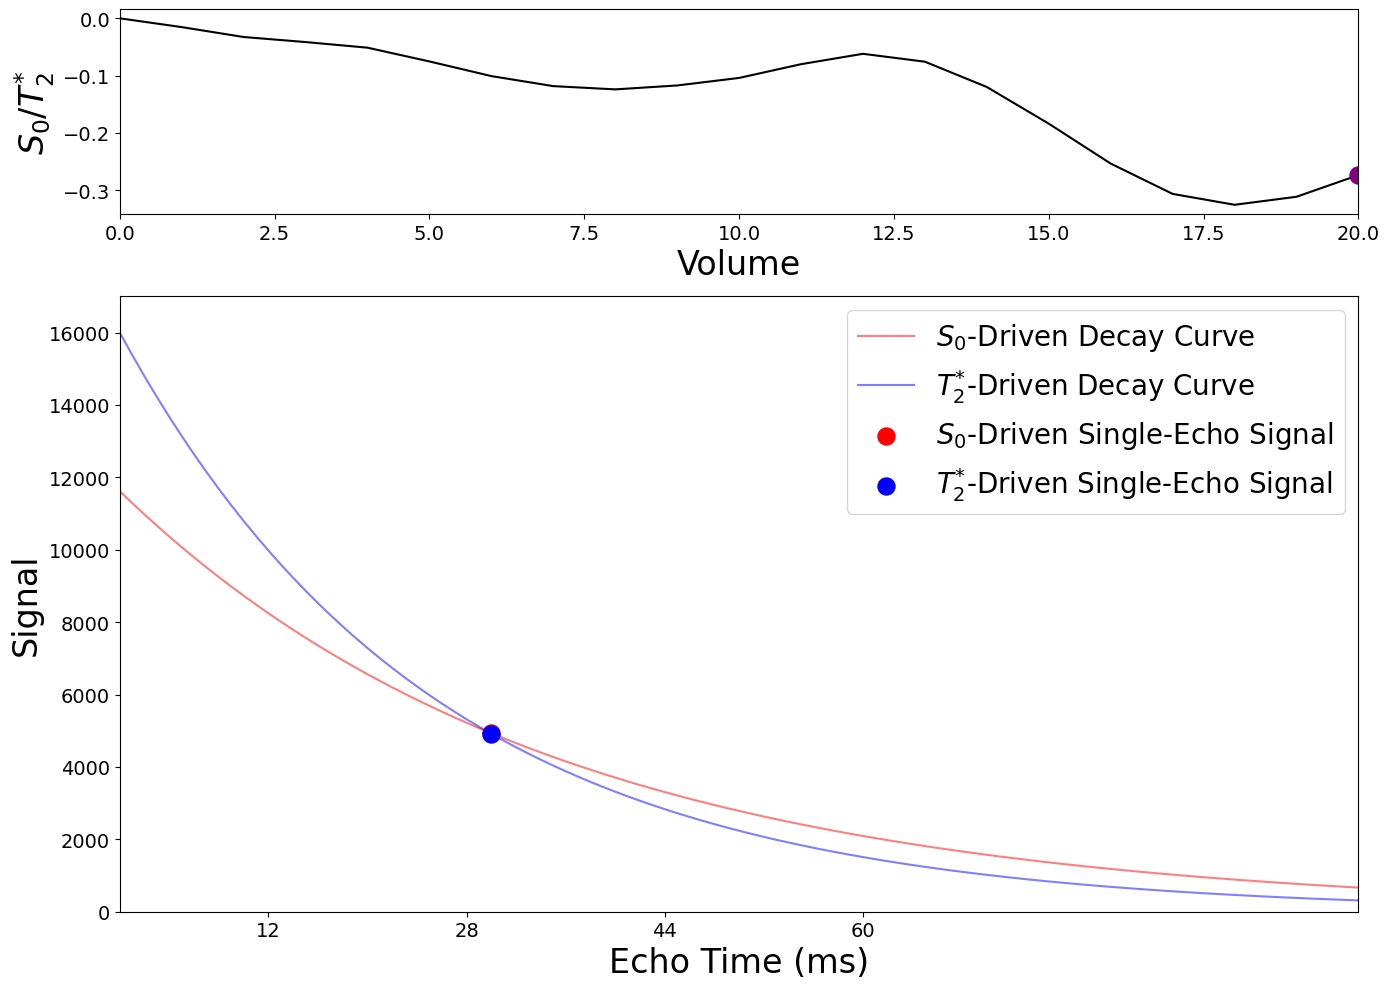 S₀/T₂*
0.0
−0.1
−0.2
−0.3
0.0 2.5 5.0 7.5 10.0 12.5 15.0 17.5 20.0
Volume
Signal
16000
14000
12000
10000
8000
6000
4000
2000
0
S₀-Driven Decay Curve
T₂*-Driven Decay Curve
S₀-Driven Single-Echo Signal
T₂*-Driven Single-Echo Signal
12 28 44 60
Echo Time (ms)